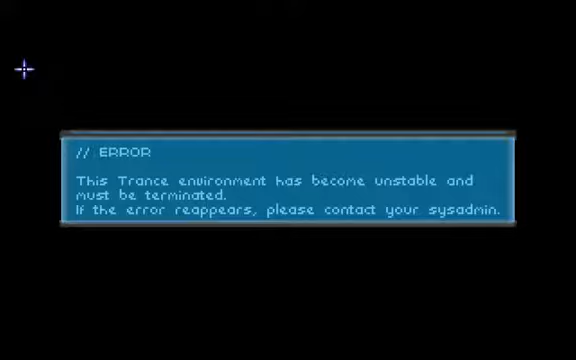 // ERROR
This Trance environment has become unstable and
must be terminated.
If the error reappears, please contact your sysadmin.